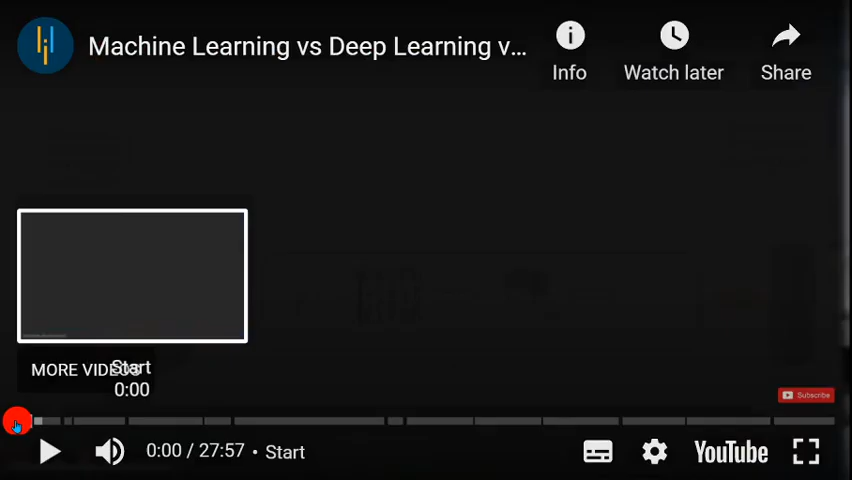 Machine Learning vs Deep Learning v...
Info
Watch later
Share
MORE VIDEOS
Start
0:00
Subscribe
0:00 / 27:57 • Start
YouTube